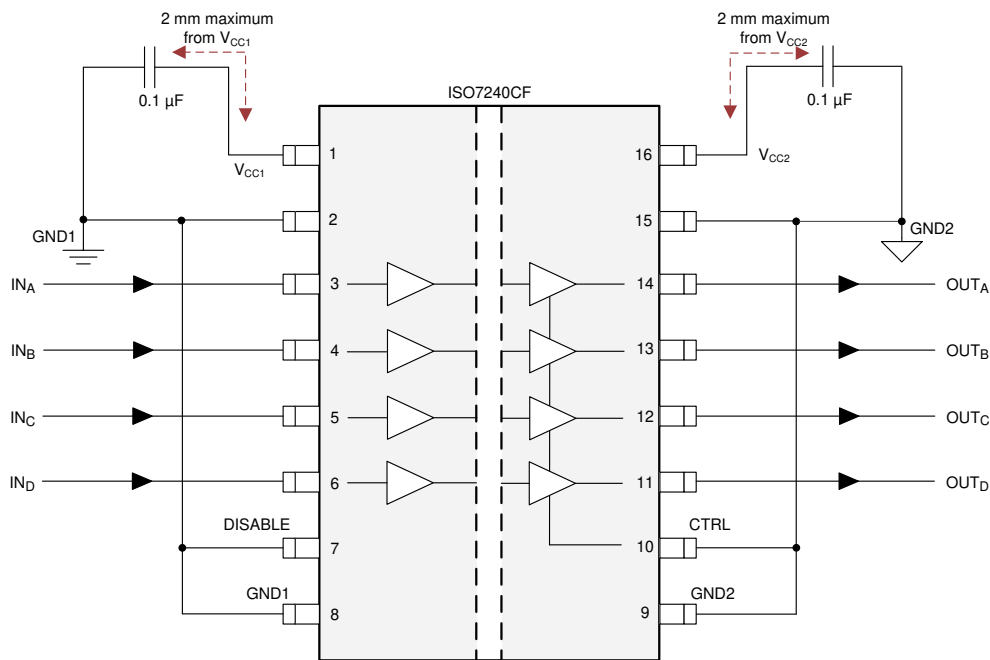 2 mm maximum
from VCC1
2 mm maximum
from VCC2
0.1 µF
0.1 µF
ISO7240CF
1
16
VCC1
VCC2
2
15
GND1
GND2
INA
3
14
OUTA
INB
4
13
OUTB
INC
5
12
OUTC
IND
6
11
OUTD
DISABLE
CTRL
7
10
GND1
GND2
8
9